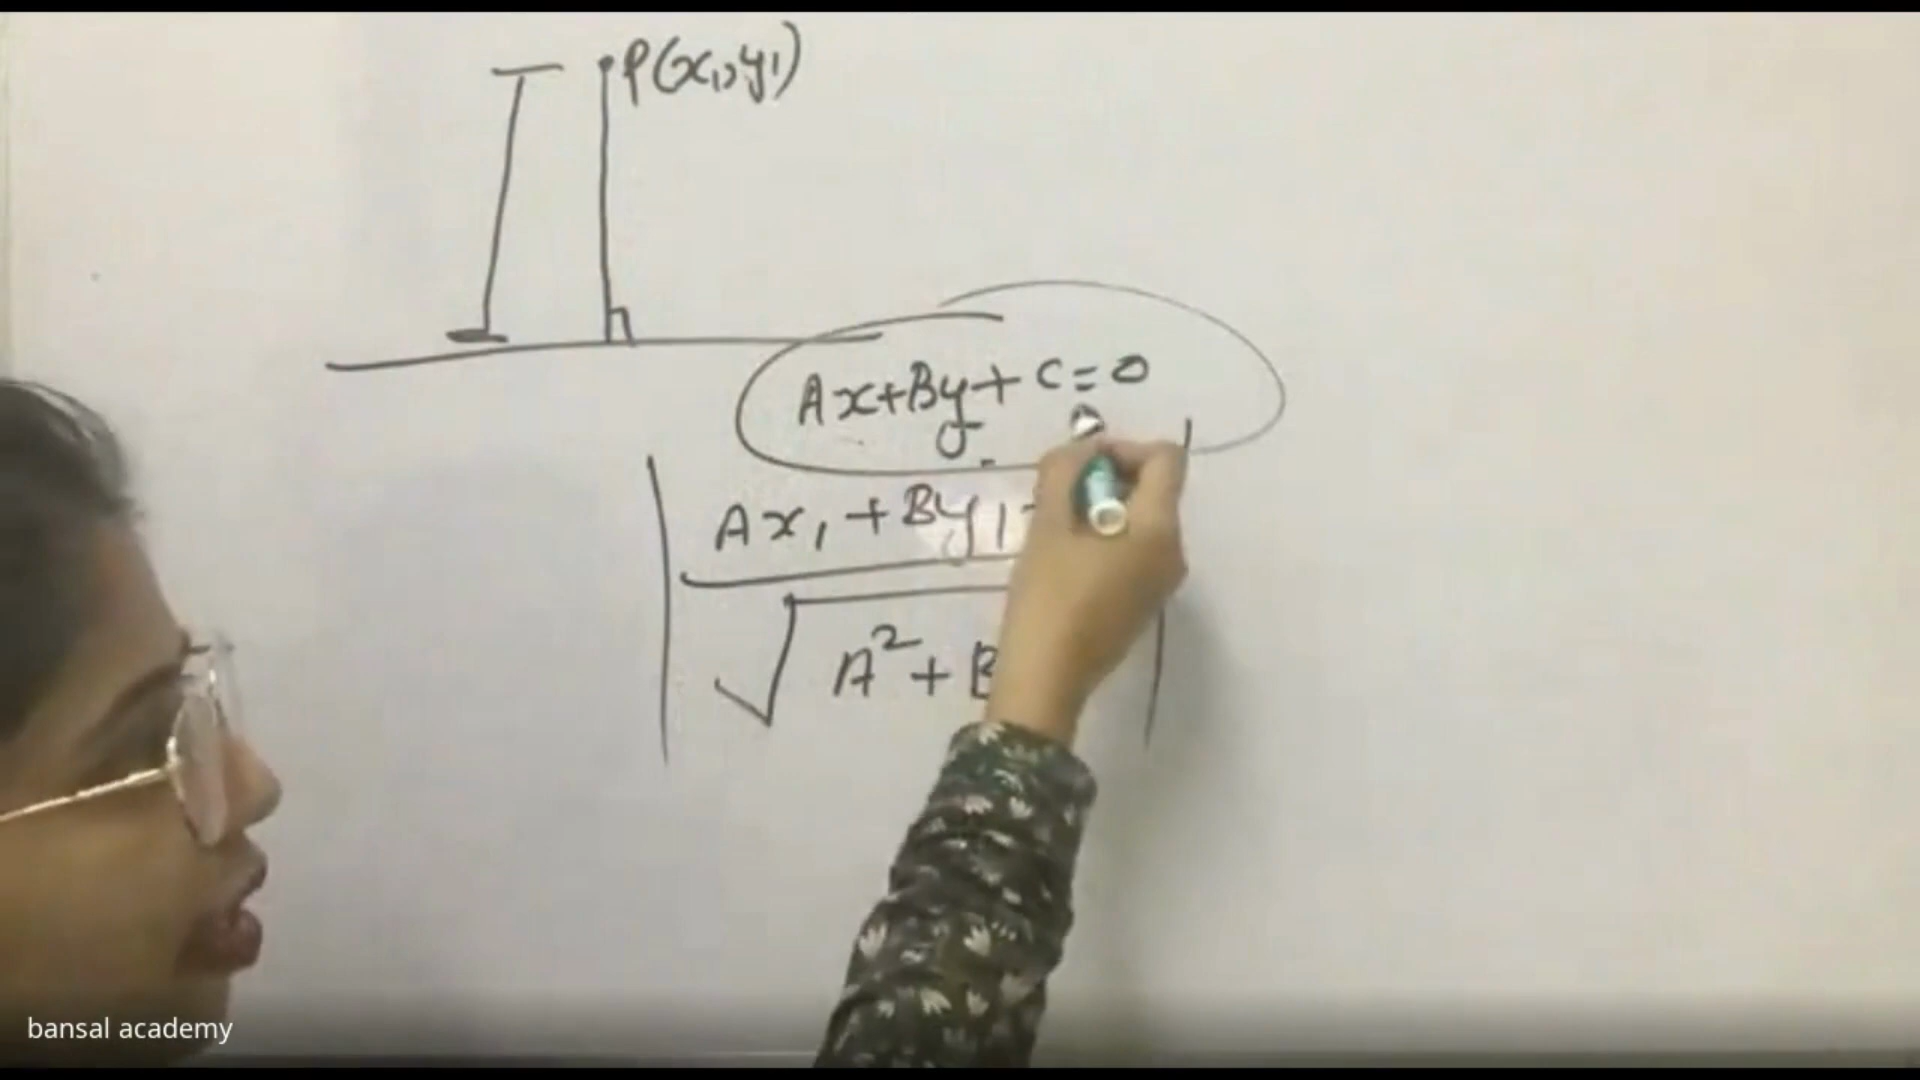 P(x₁,y₁)
Ax+By+C=0
Ax₁+By₁+
√A²+B
bansal academy